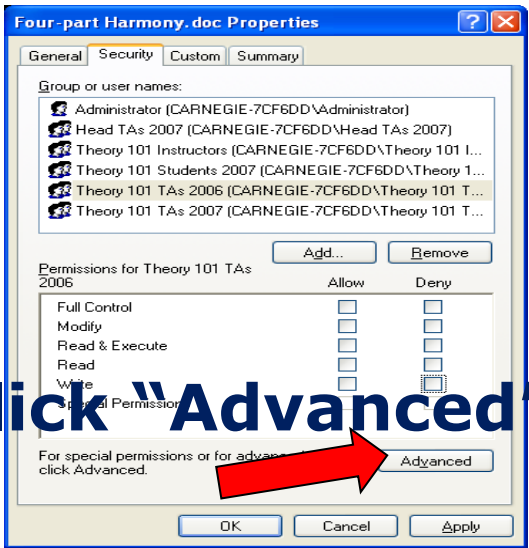 Four-part Harmony.doc Properties
General Security Custom Summary
Group or user names:
Administrator (CARNEGIE-7CF6DD\Administrator)
Head TAs 2007 (CARNEGIE-7CF6DD\Head TAs 2007)
Theory 101 Instructors (CARNEGIE-7CF6DD\Theory 101 I...
Theory 101 Students 2007 (CARNEGIE-7CF6DD\Theory 1...
Theory 101 TAs 2006 (CARNEGIE-7CF6DD\Theory 101 T...
Theory 101 TAs 2007 (CARNEGIE-7CF6DD\Theory 101 T...
Add... Remove
Permissions for Theory 101 TAs
2006 Allow Deny
Full Control
Modify
Read & Execute
Read
Write
Special Permission
lick “Advanced”
For special permissions or for
click Advanced.
Advanced
OK Cancel Apply